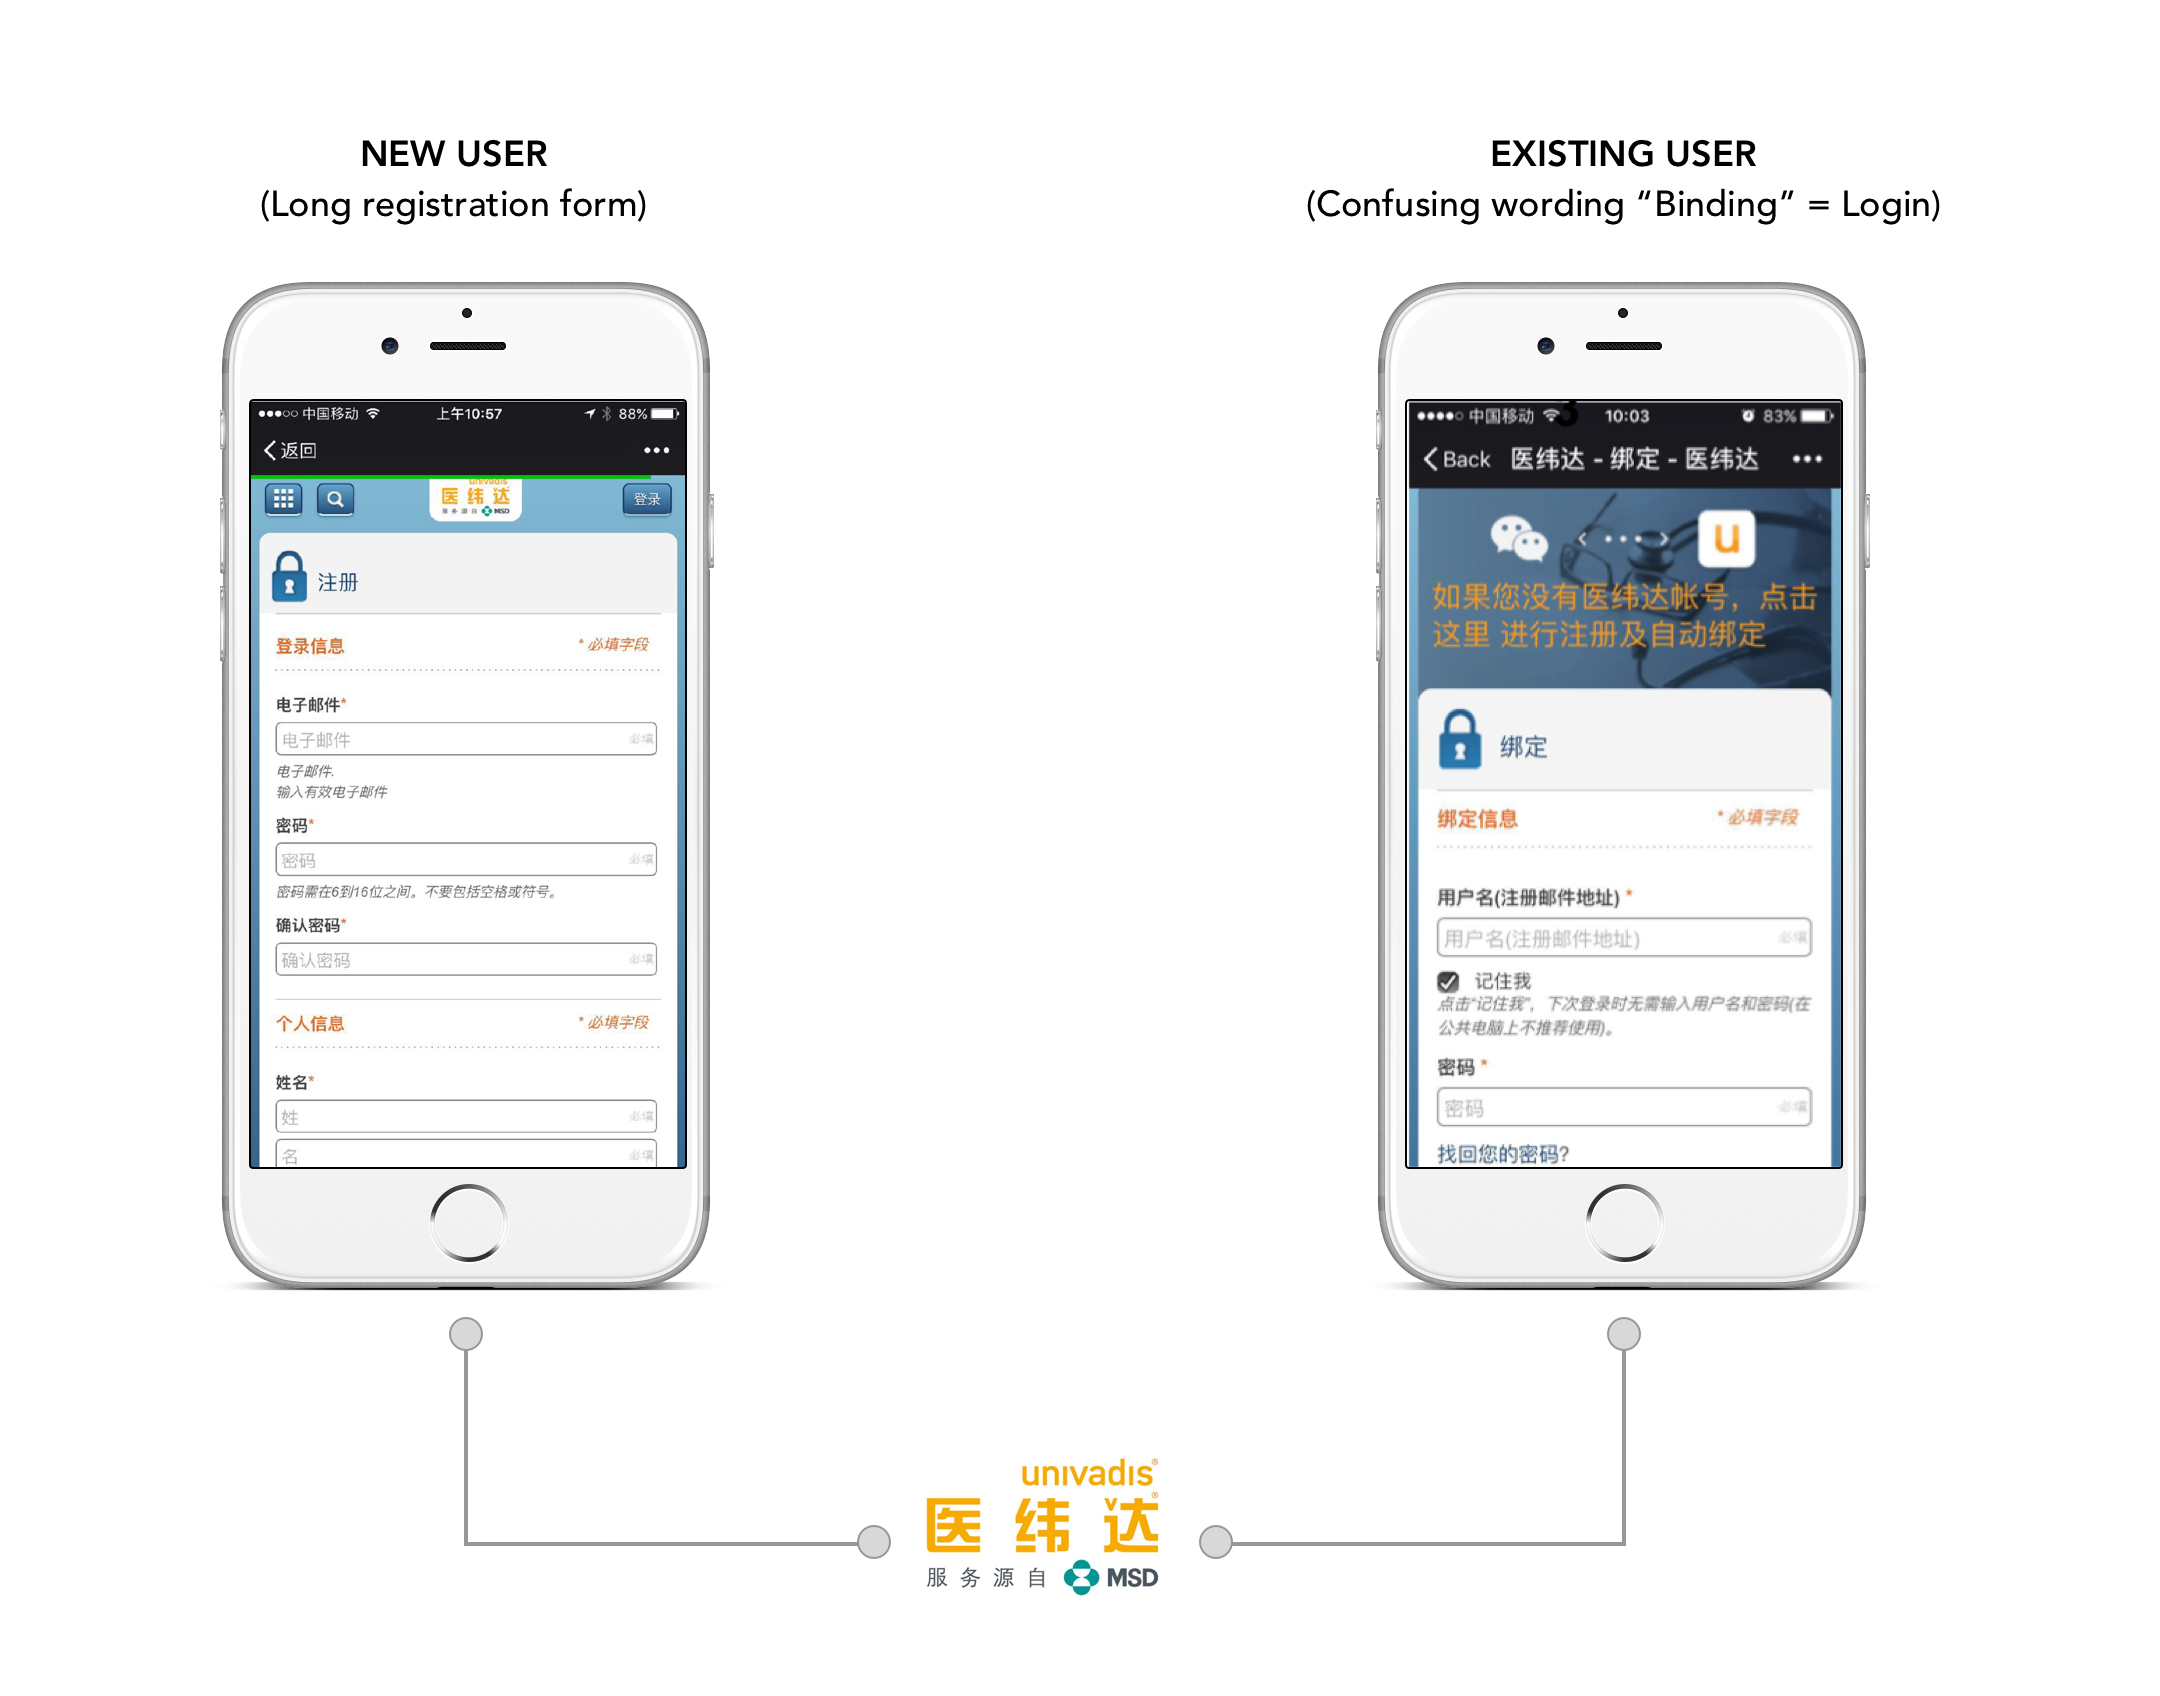 NEW USER
(Long registration form)
EXISTING USER
(Confusing wording “Binding” = Login)
中国移动 上午10:57 88%
返回
univadis
医纬达
服务源自 MSD
登录
注册
登录信息 * 必填字段
电子邮件*
电子邮件 必填
电子邮件.
输入有效电子邮件
密码*
密码 必填
密码需在6到16位之间。不要包括空格或符号。
确认密码*
确认密码 必填
个人信息 * 必填字段
姓名*
姓 必填
名 必填
中国移动 10:03 83%
Back 医纬达 - 绑定 - 医纬达
u
如果您没有医纬达帐号，点击
这里 进行注册及自动绑定
绑定
绑定信息 * 必填字段
用户名(注册邮件地址) *
用户名(注册邮件地址) 必填
记住我
点击“记住我”，下次登录时无需输入用户名和密码(在
公共电脑上不推荐使用)。
密码 *
密码 必填
找回您的密码?
univadis®
医纬达®
服务源自 MSD